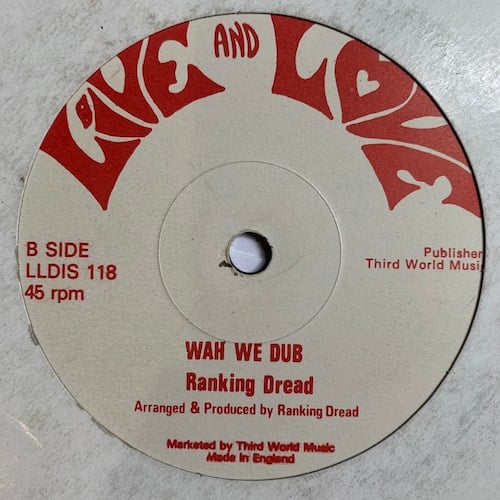 LIVE AND LOVE
B SIDE
LLDIS 118
45 rpm
Publisher
Third World Musi
WAH WE DUB
Ranking Dread
Arranged & Produced by Ranking Dread
Marketed by Third World Music
Made in England